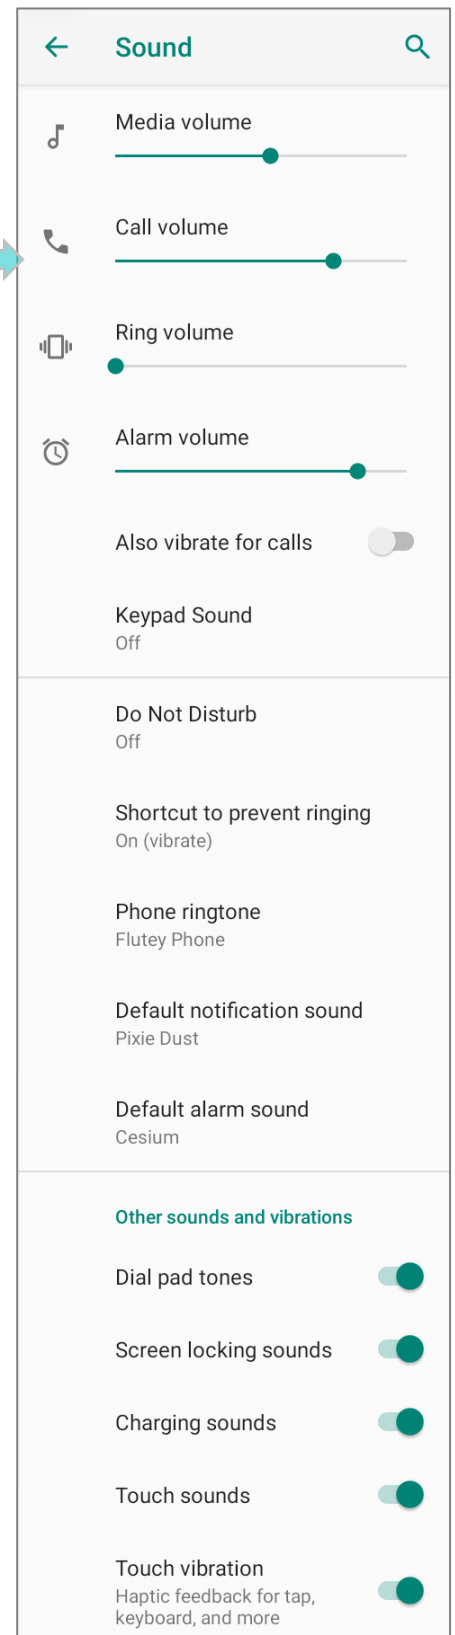 Sound
Media volume
Call volume
Ring volume
Alarm volume
Also vibrate for calls
Keypad Sound
Off
Do Not Disturb
Off
Shortcut to prevent ringing
On (vibrate)
Phone ringtone
Flutey Phone
Default notification sound
Pixie Dust
Default alarm sound
Cesium
Other sounds and vibrations
Dial pad tones
Screen locking sounds
Charging sounds
Touch sounds
Touch vibration
Haptic feedback for tap,
keyboard, and more